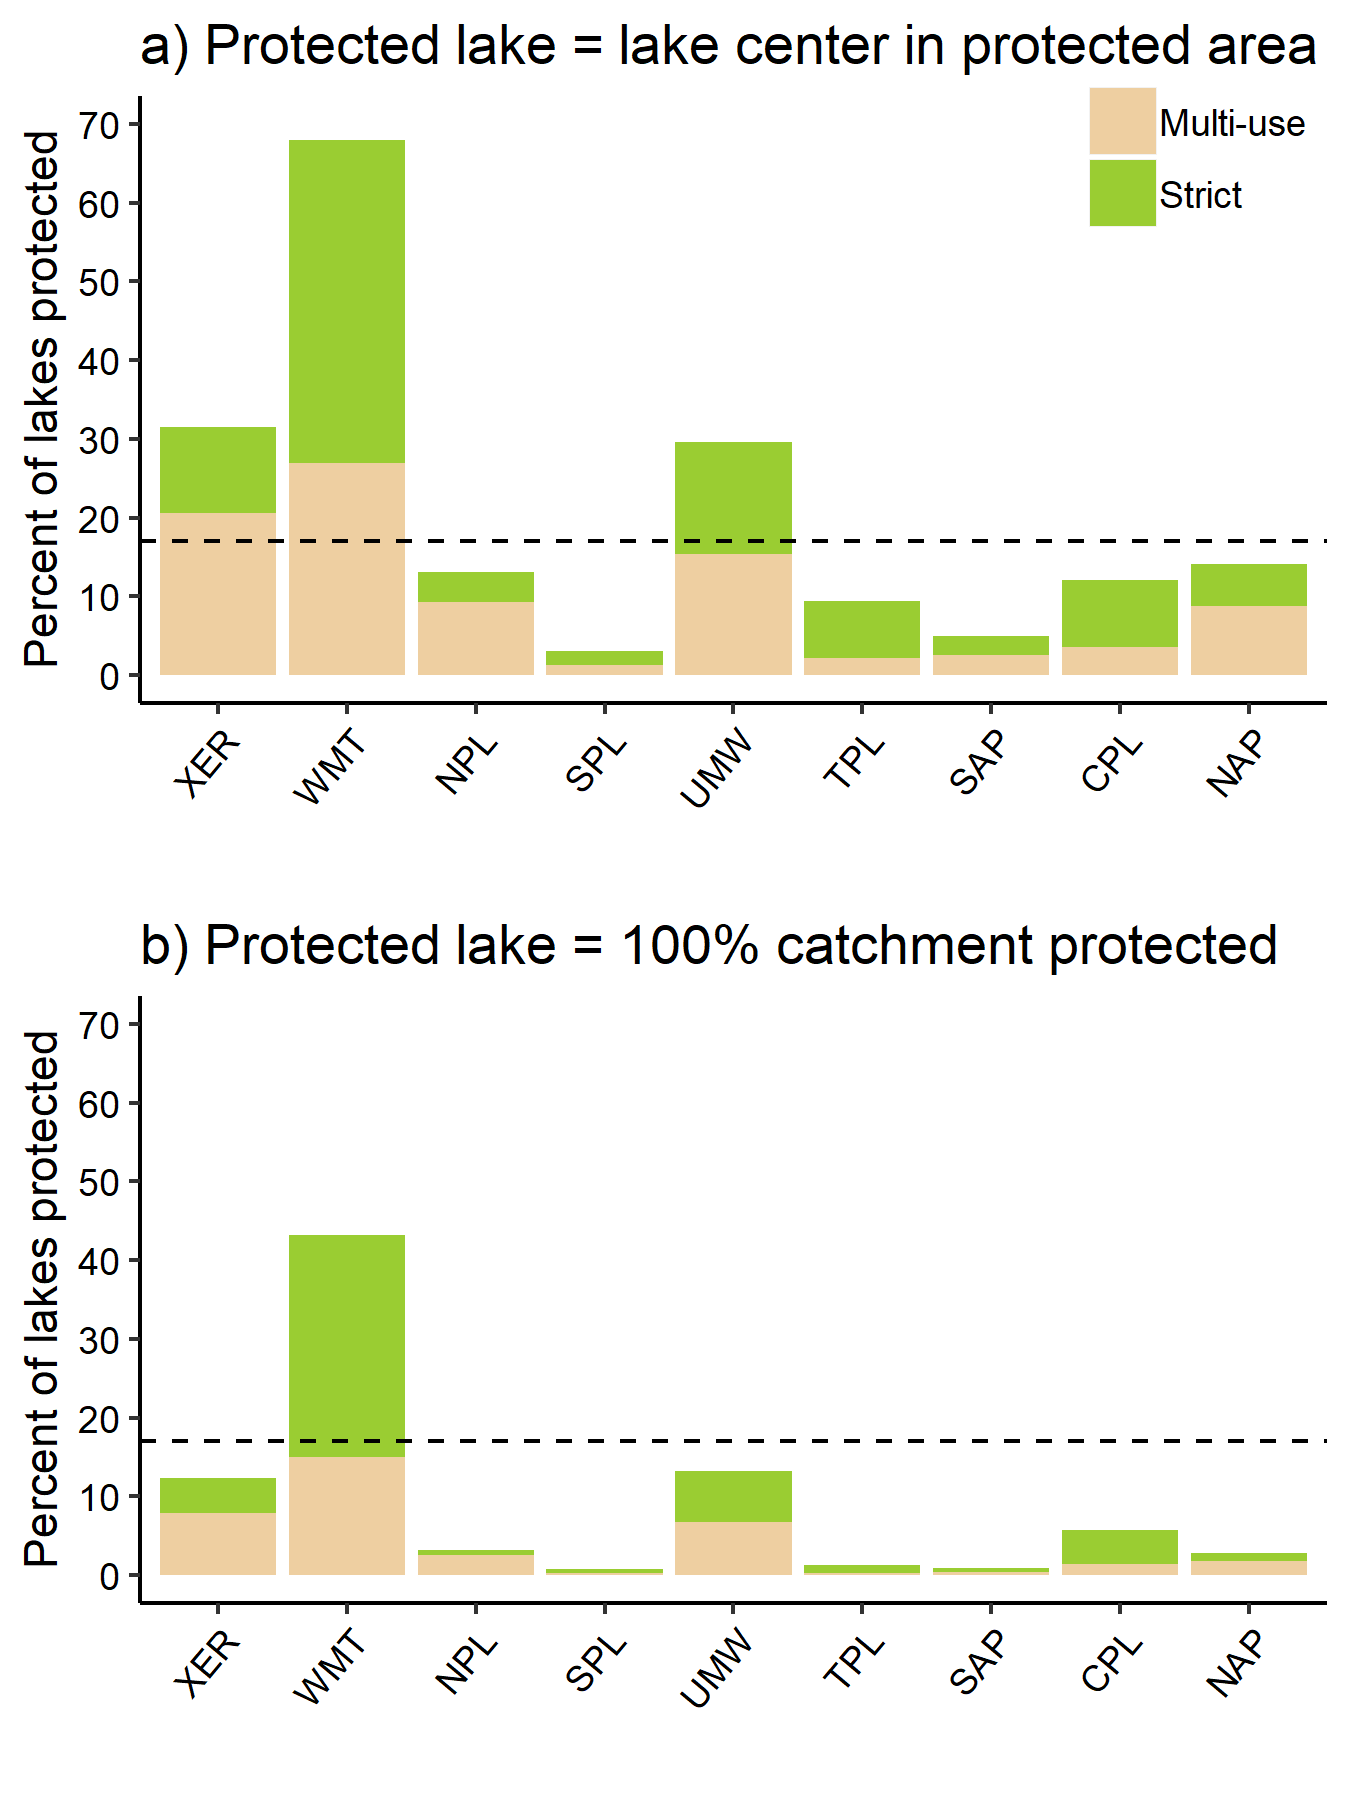 a) Protected lake = lake center in protected area
Multi-use
Strict
Percent of lakes protected
70
60
50
40
30
20
10
0
XER WMT NPL SPL UMW TPL SAP CPL NAP
b) Protected lake = 100% catchment protected
Percent of lakes protected
70
60
50
40
30
20
10
0
XER WMT NPL SPL UMW TPL SAP CPL NAP